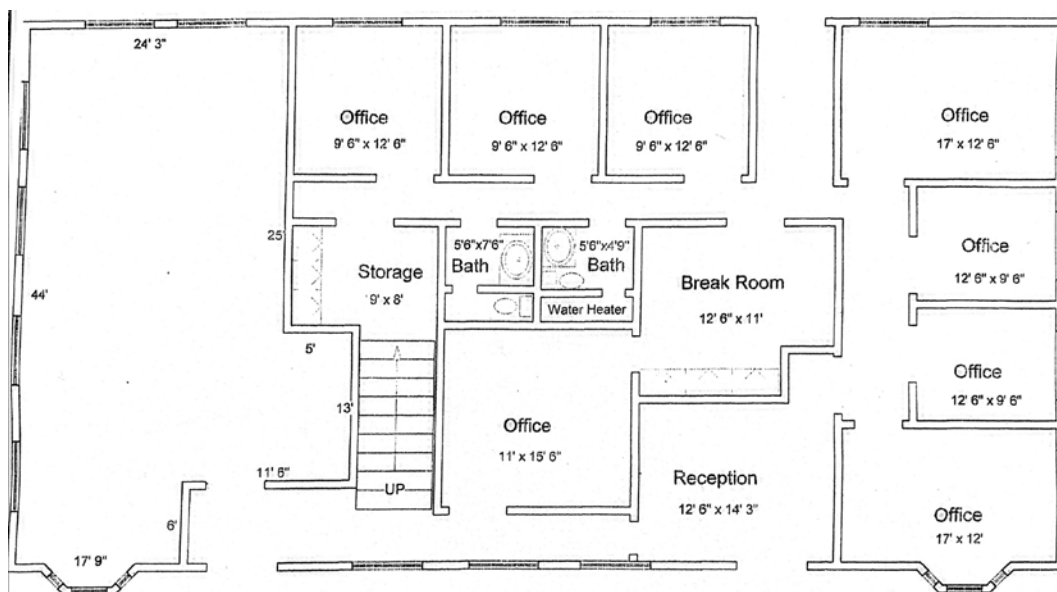 24' 3"
Office
9' 6" x 12' 6"
Office
9' 6" x 12' 6"
Office
9' 6" x 12' 6"
Office
17' x 12' 6"
25'
44'
5'6"x7'6"
Bath
5'6"x4'9"
Bath
Storage
9' x 8'
Water Heater
Break Room
12' 6" x 11'
Office
12' 6" x 9' 6"
5'
13'
Office
12' 6" x 9' 6"
Office
11' x 15' 6"
11' 6"
UP
Reception
12' 6" x 14' 3"
6'
17' 9"
Office
17' x 12'